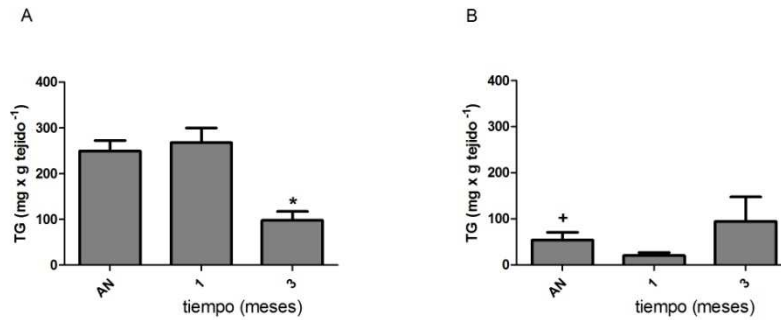 A
TG (mg x g tejido⁻¹)
400
300
200
100
0
*
AN
1
3
tiempo (meses)
B
TG (mg x g tejido⁻¹)
400
300
200
100
0
+
AN
1
3
tiempo (meses)